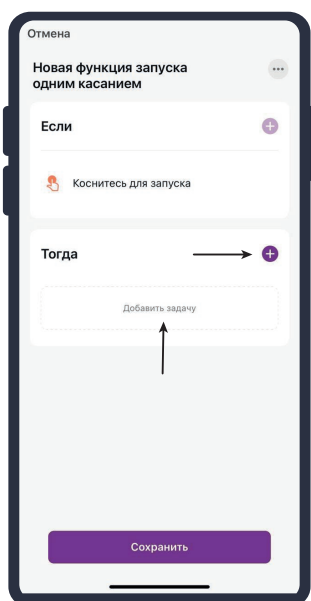 Отмена
Новая функция запуска
одним касанием
Если
Коснитесь для запуска
Тогда
Добавить задачу
Сохранить